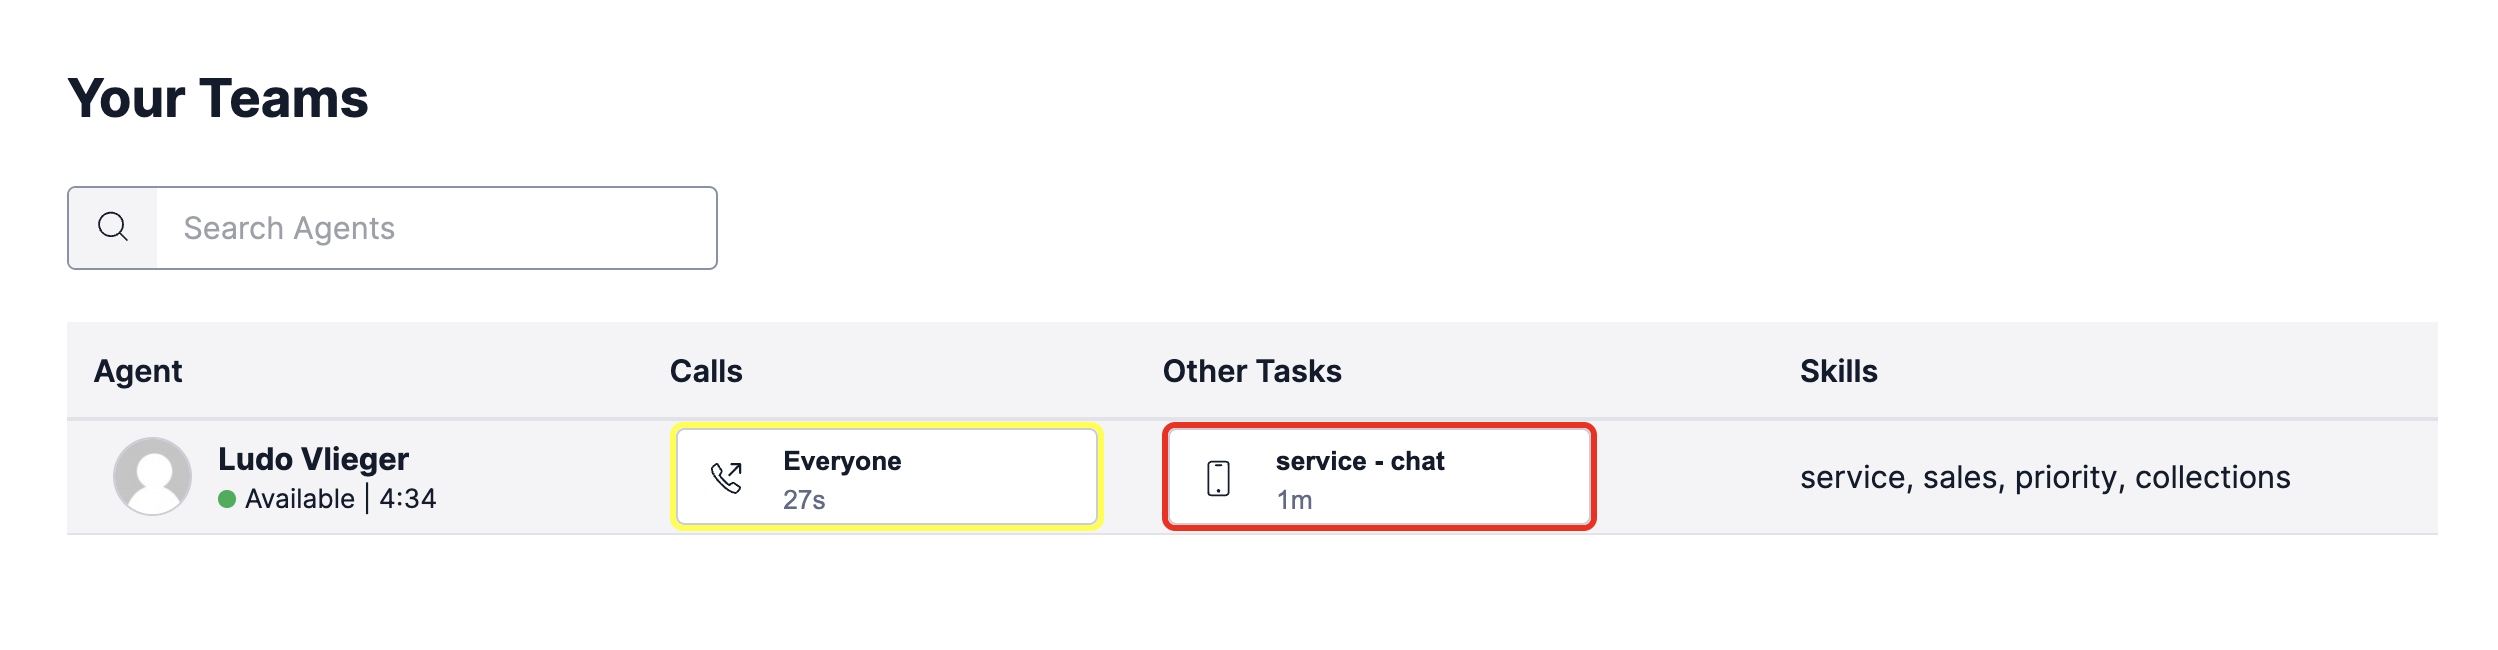 Your Teams
Search Agents
Agent Calls Other Tasks Skills
Ludo Vlieger
Available | 4:34
Everyone
27s
service - chat
1m
service, sales, priority, collections